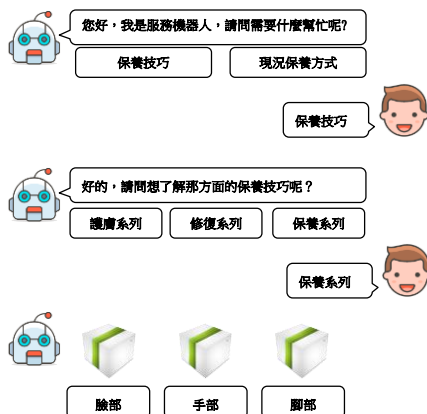 您好，我是服務機器人，請問需要什麼幫忙呢?
保養技巧
現況保養方式
保養技巧
好的，請問想了解那方面的保養技巧呢？
護膚系列
修復系列
保養系列
保養系列
臉部
手部
腳部